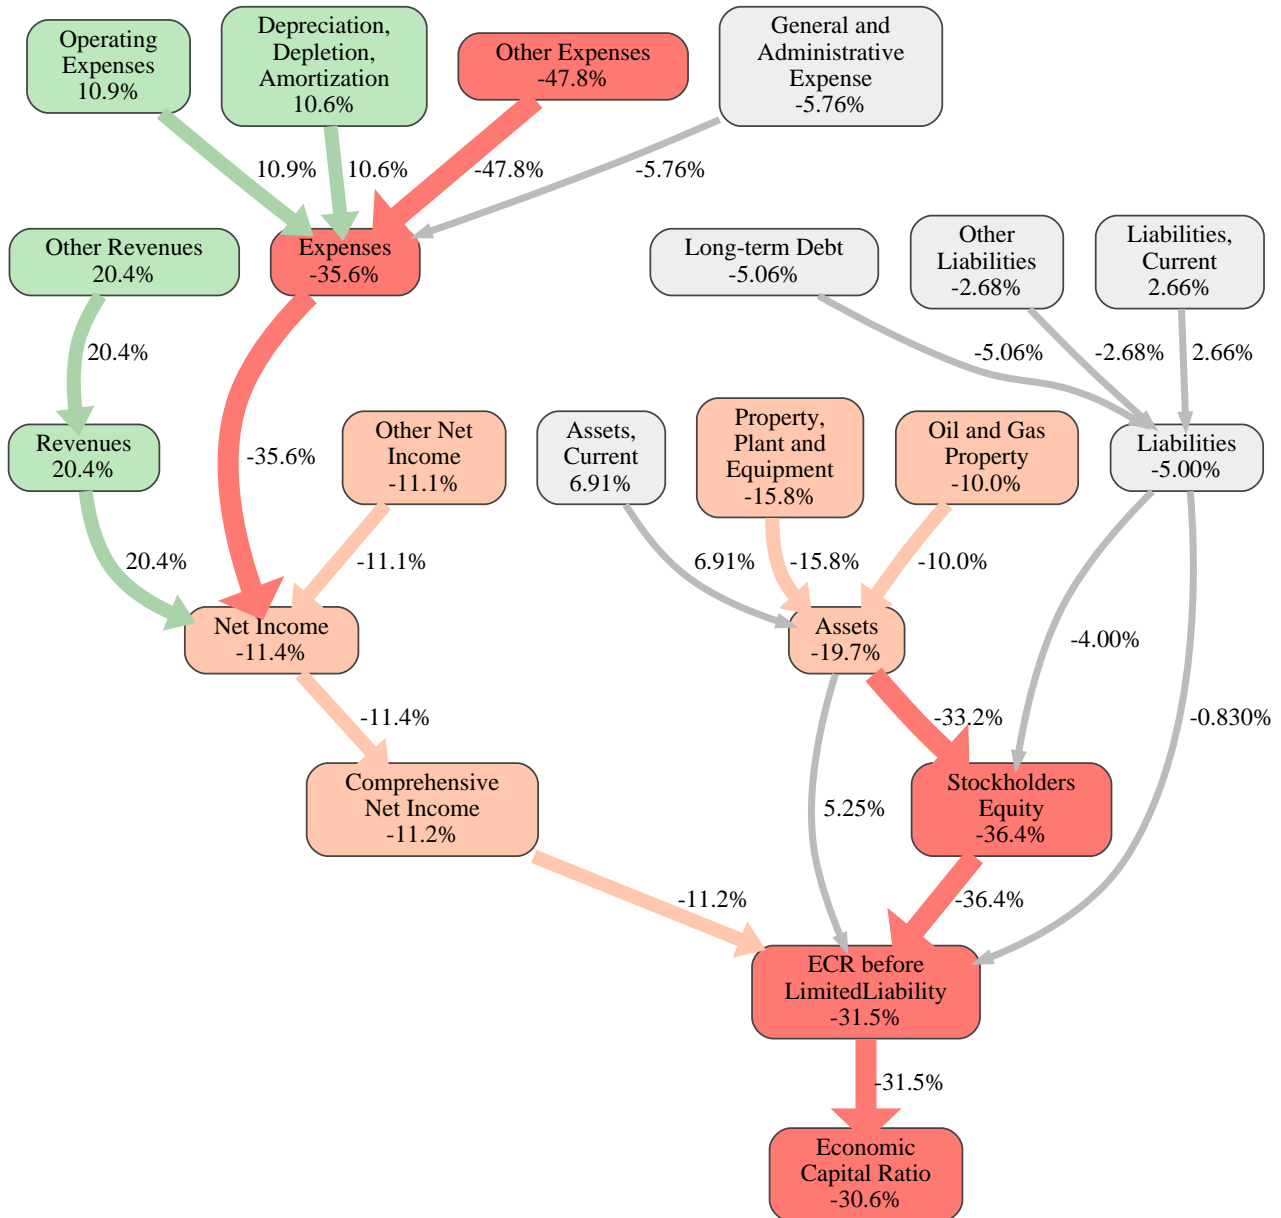 Operating
Expenses
10.9%
Depreciation,
Depletion,
Amortization
10.6%
Other Expenses
-47.8%
General and
Administrative
Expense
-5.76%
10.9%
10.6%
-47.8%
-5.76%
Other Revenues
20.4%
Expenses
-35.6%
Long-term Debt
-5.06%
Other
Liabilities
-2.68%
Liabilities,
Current
2.66%
20.4%
-5.06%
-2.68%
2.66%
Revenues
20.4%
-35.6%
Other Net
Income
-11.1%
Assets,
Current
6.91%
Property,
Plant and
Equipment
-15.8%
Oil and Gas
Property
-10.0%
Liabilities
-5.00%
20.4%
-11.1%
6.91%
-15.8%
-10.0%
Net Income
-11.4%
Assets
-19.7%
-4.00%
-11.4%
-33.2%
-0.830%
Comprehensive
Net Income
-11.2%
5.25%
Stockholders
Equity
-36.4%
-11.2%
-36.4%
ECR before
LimitedLiability
-31.5%
-31.5%
Economic
Capital Ratio
-30.6%